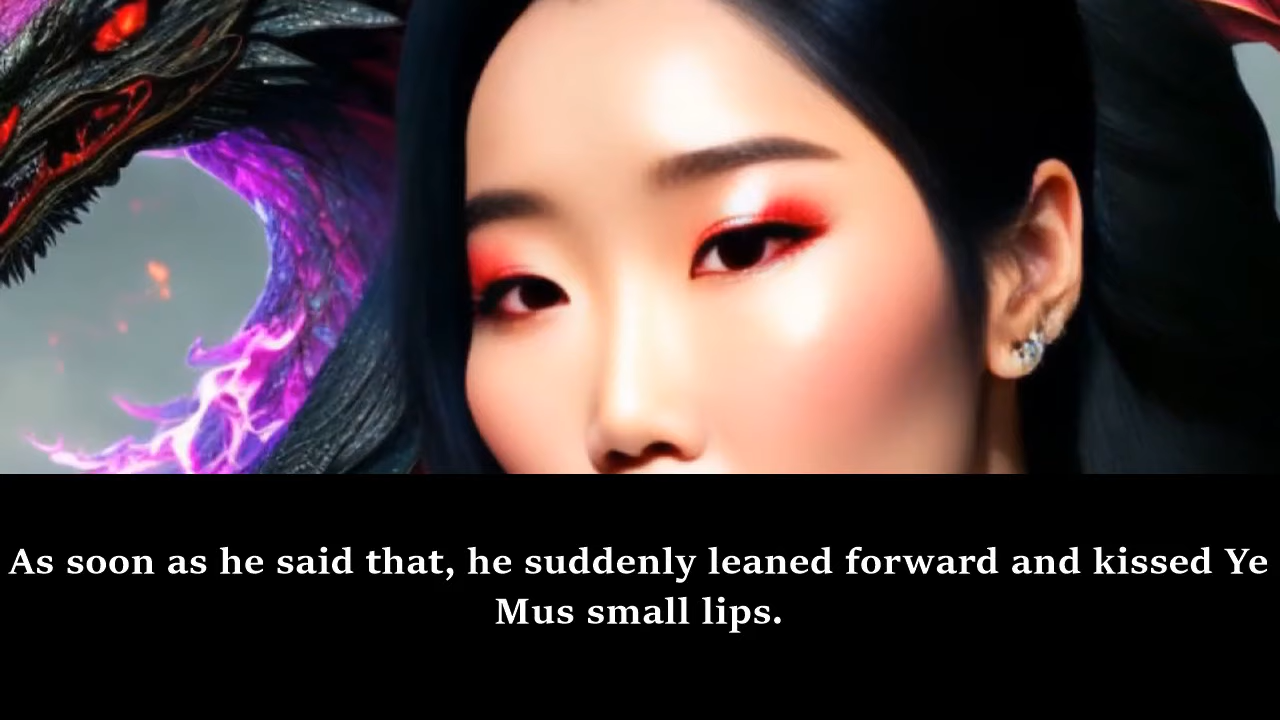 As soon as he said that, he suddenly leaned forward and kissed Ye
Mus small lips.